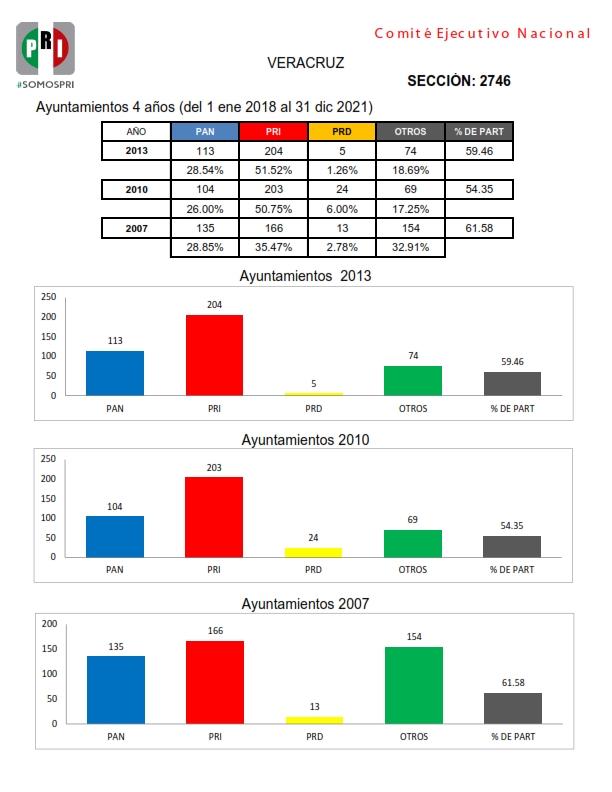 Comité Ejecutivo Nacional
PRI
#SOMOSPRI
VERACRUZ
SECCIÓN: 2746
Ayuntamientos 4 años (del 1 ene 2018 al 31 dic 2021)
AÑO PAN PRI PRD OTROS % DE PART
2013 113 204 5 74 59.46
28.54% 51.52% 1.26% 18.69%
2010 104 203 24 69 54.35
26.00% 50.75% 6.00% 17.25%
2007 135 166 13 154 61.58
28.85% 35.47% 2.78% 32.91%
Ayuntamientos 2013
250
200
150
100
50
0
113 204 5 74 59.46
PAN PRI PRD OTROS % DE PART
Ayuntamientos 2010
250
200
150
100
50
0
104 203 24 69 54.35
PAN PRI PRD OTROS % DE PART
Ayuntamientos 2007
200
150
100
50
0
135 166 13 154 61.58
PAN PRI PRD OTROS % DE PART